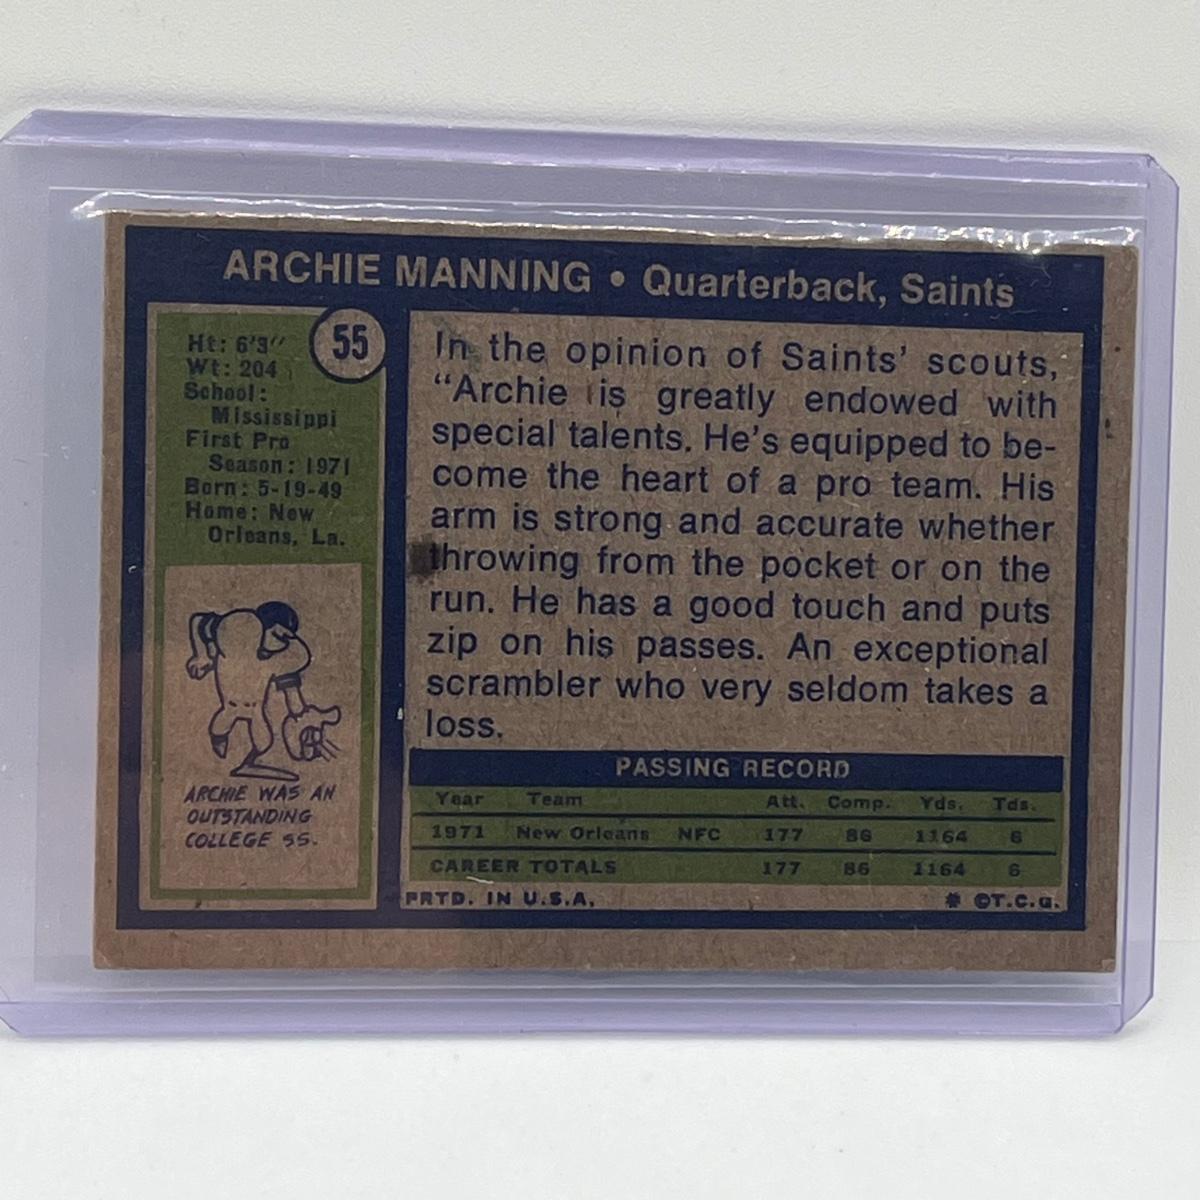 ARCHIE MANNING • Quarterback, Saints
55
Ht: 6'3"
Wt: 204
School:
Mississippi
First Pro
Season: 1971
Born: 5-19-49
Home: New
Orleans, La.
ARCHIE WAS AN
OUTSTANDING
COLLEGE SS.
In the opinion of Saints' scouts,
"Archie is greatly endowed with
special talents. He's equipped to be-
come the heart of a pro team. His
arm is strong and accurate whether
throwing from the pocket or on the
run. He has a good touch and puts
zip on his passes. An exceptional
scrambler who very seldom takes a
loss.
PASSING RECORD
Year Team Att. Comp. Yds. Tds.
1971 New Orleans NFC 177 86 1164 6
CAREER TOTALS 177 86 1164 6
PRTD. IN U.S.A. * ©T.C.G.